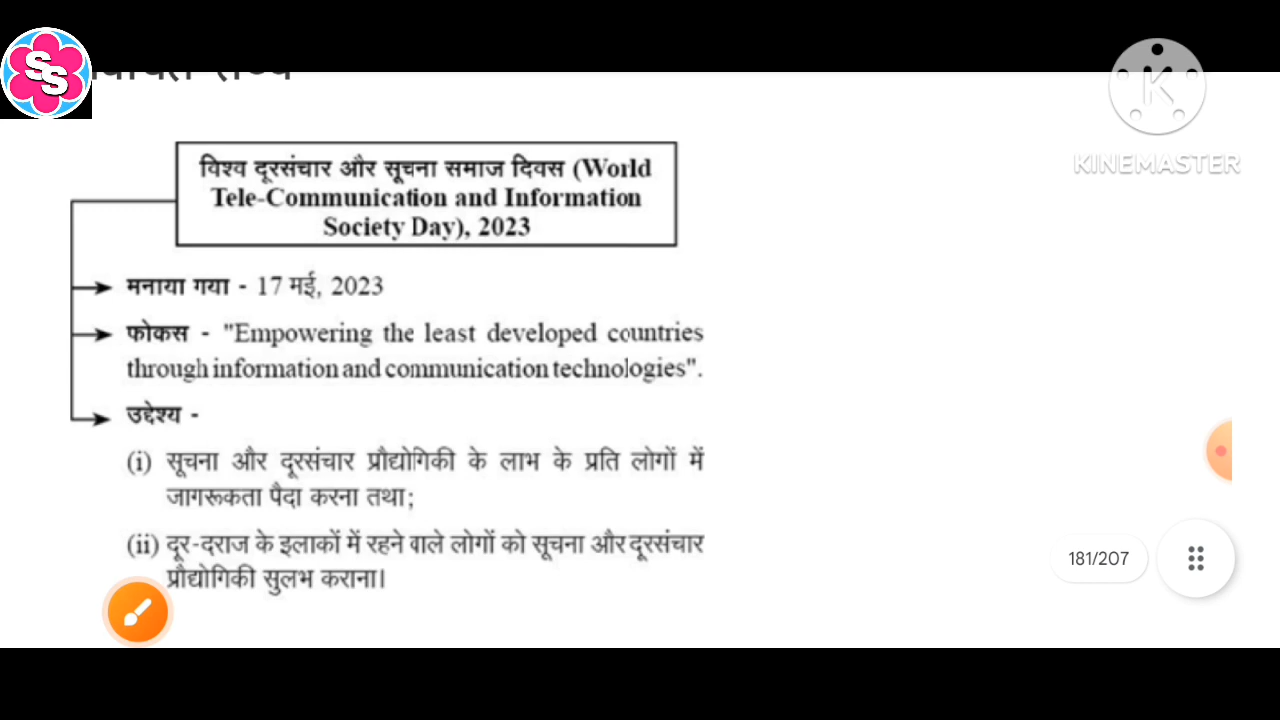 SS
KINEMASTER
विश्व दूरसंचार और सूचना समाज दिवस (World
Tele-Communication and Information
Society Day), 2023
मनाया गया - 17 मई, 2023
फोकस - "Empowering the least developed countries
through information and communication technologies".
उद्देश्य -
(i) सूचना और दूरसंचार प्रौद्योगिकी के लाभ के प्रति लोगों में
जागरूकता पैदा करना तथा;
(ii) दूर-दराज के इलाकों में रहने वाले लोगों को सूचना और दूरसंचार
प्रौद्योगिकी सुलभ कराना।
181/207